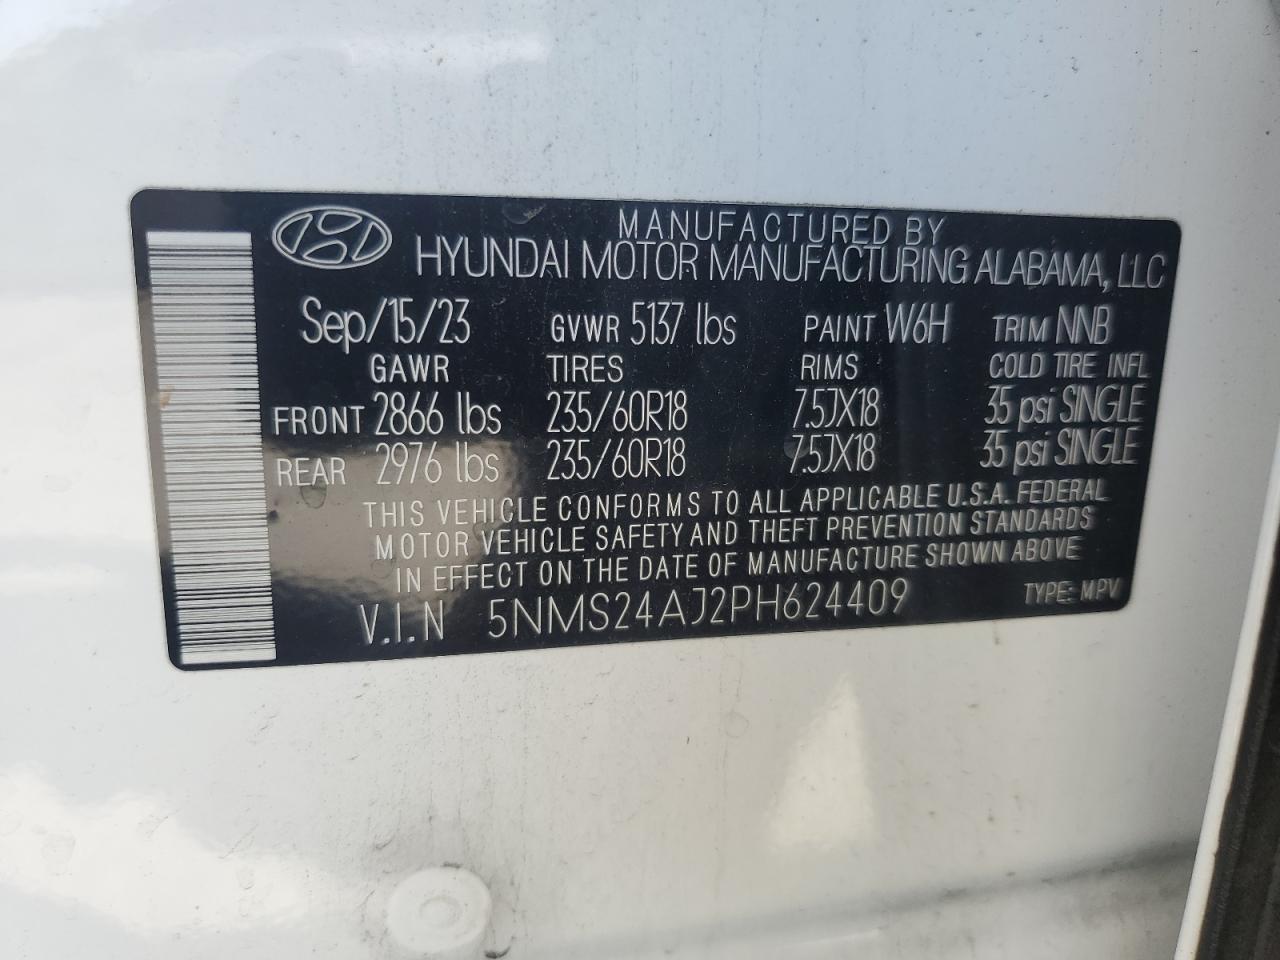 MANUFACTURED BY
HYUNDAI MOTOR MANUFACTURING ALABAMA, LLC
Sep/15/23 GVWR 5137 lbs PAINT W6H TRIM NNB
GAWR TIRES RIMS COLD TIRE INFL
FRONT 2866 lbs 235/60R18 7.5JX18 35 psi SINGLE
REAR 2976 lbs 235/60R18 7.5JX18 35 psi SINGLE
THIS VEHICLE CONFORMS TO ALL APPLICABLE U.S.A. FEDERAL
MOTOR VEHICLE SAFETY AND THEFT PREVENTION STANDARDS
IN EFFECT ON THE DATE OF MANUFACTURE SHOWN ABOVE
V.I.N 5NMS24AJ2PH624409 TYPE: MPV